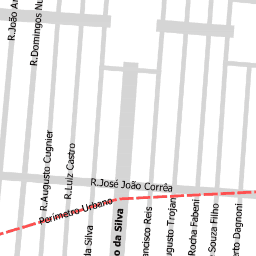 R.João A
R.Domingos Nu
R.Augusto Cugnier
R.Luiz Castro
R.José João Corrêa
Perímetro Urbano
da Silva
o da Silva
ancisco Reis
ugusto Trojan
Rocha Fabeni
e Souza Filho
erto Dagnoni